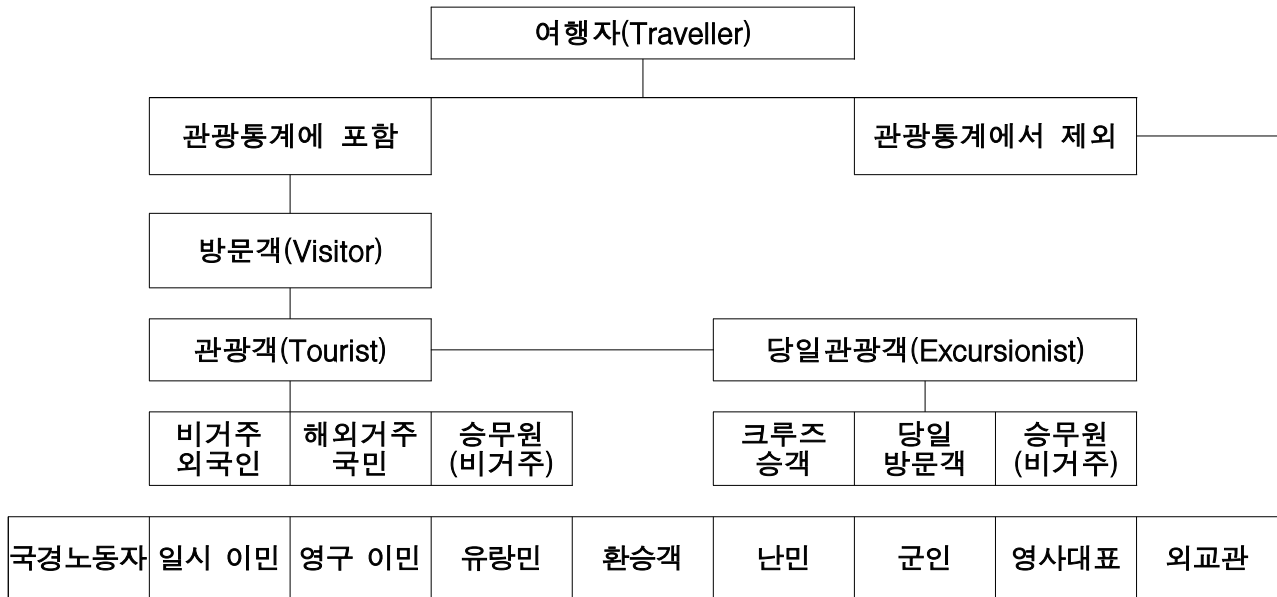 여행자(Traveller)
관광통계에 포함
관광통계에서 제외
방문객(Visitor)
관광객(Tourist)
당일관광객(Excursionist)
비거주
외국인
해외거주
국민
승무원
(비거주)
크루즈
승객
당일
방문객
승무원
(비거주)
국경노동자
일시 이민
영구 이민
유랑민
환승객
난민
군인
영사대표
외교관